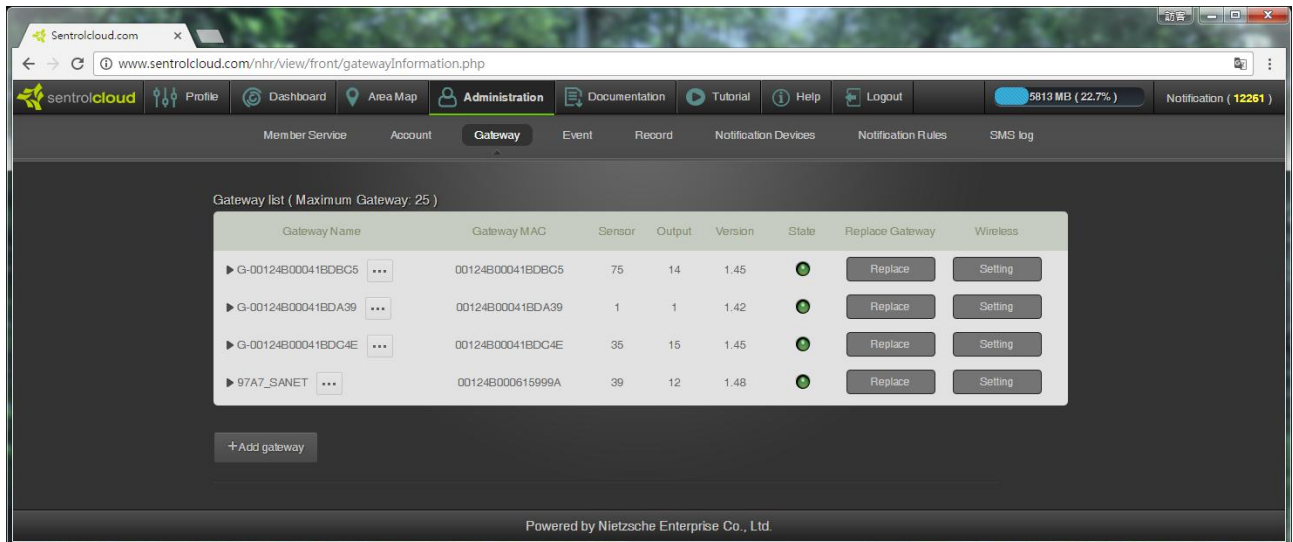 Sentrolcloud.com
訪客
www.sentrolcloud.com/nhr/view/front/gatewayInformation.php
sentrolcloud Profile Dashboard Area Map Administration Documentation Tutorial Help Logout 5813 MB ( 22.7% ) Notification ( 12261 )
Member Service Account Gateway Event Record Notification Devices Notification Rules SMS log
Gateway list ( Maximum Gateway: 25 )
Gateway Name Gateway MAC Sensor Output Version State Replace Gateway Wireless
G-00124B00041BDBC5 ... 00124B00041BDBC5 75 14 1.45 Replace Setting
G-00124B00041BDA39 ... 00124B00041BDA39 1 1 1.42 Replace Setting
G-00124B00041BDC4E ... 00124B00041BDC4E 35 15 1.45 Replace Setting
97A7_SANET ... 00124B000615999A 39 12 1.48 Replace Setting
+Add gateway
Powered by Nietzsche Enterprise Co., Ltd.